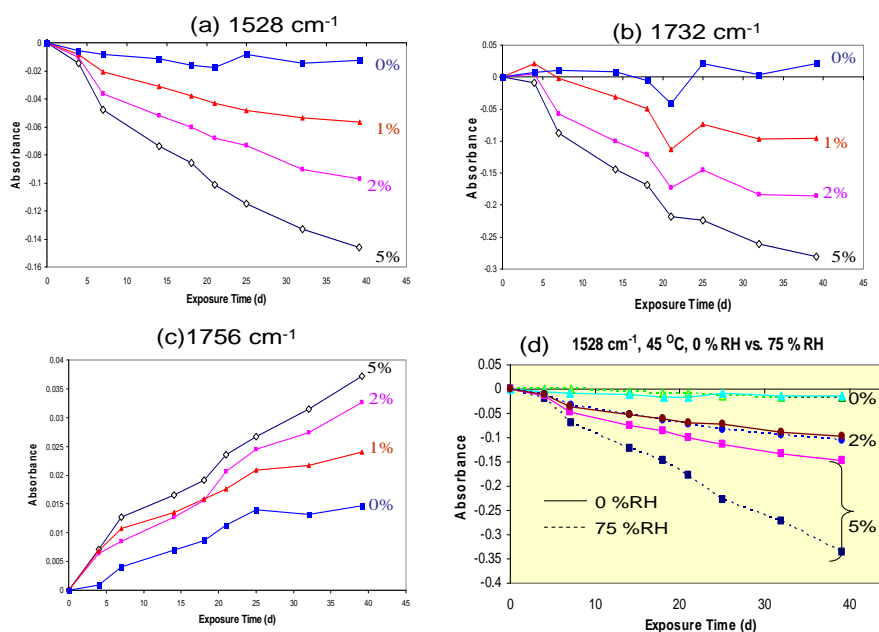 (a) 1528 cm⁻¹
0
-0.02
-0.04
-0.06
-0.08
-0.1
-0.12
-0.14
-0.16
Absorbance
0 5 10 15 20 25 30 35 40 45
Exposure Time (d)
0%
1%
2%
5%
(b) 1732 cm⁻¹
0.05
0
-0.05
-0.1
-0.15
-0.2
-0.25
-0.3
Absorbance
0 5 10 15 20 25 30 35 40 45
Exposure Time (d)
0%
1%
2%
5%
(c)1756 cm⁻¹
0.04
0.035
0.03
0.025
0.02
0.015
0.01
0.005
0
Absorbance
0 5 10 15 20 25 30 35 40 45
Exposure Time (d)
5%
2%
1%
0%
(d) 1528 cm⁻¹, 45 ⁰C, 0 % RH vs. 75 % RH
0.05
0
-0.05
-0.1
-0.15
-0.2
-0.25
-0.3
-0.35
-0.4
Absorbance
0 10 20 30 40
Exposure Time (d)
0%
2%
5%
0 %RH
75 %RH